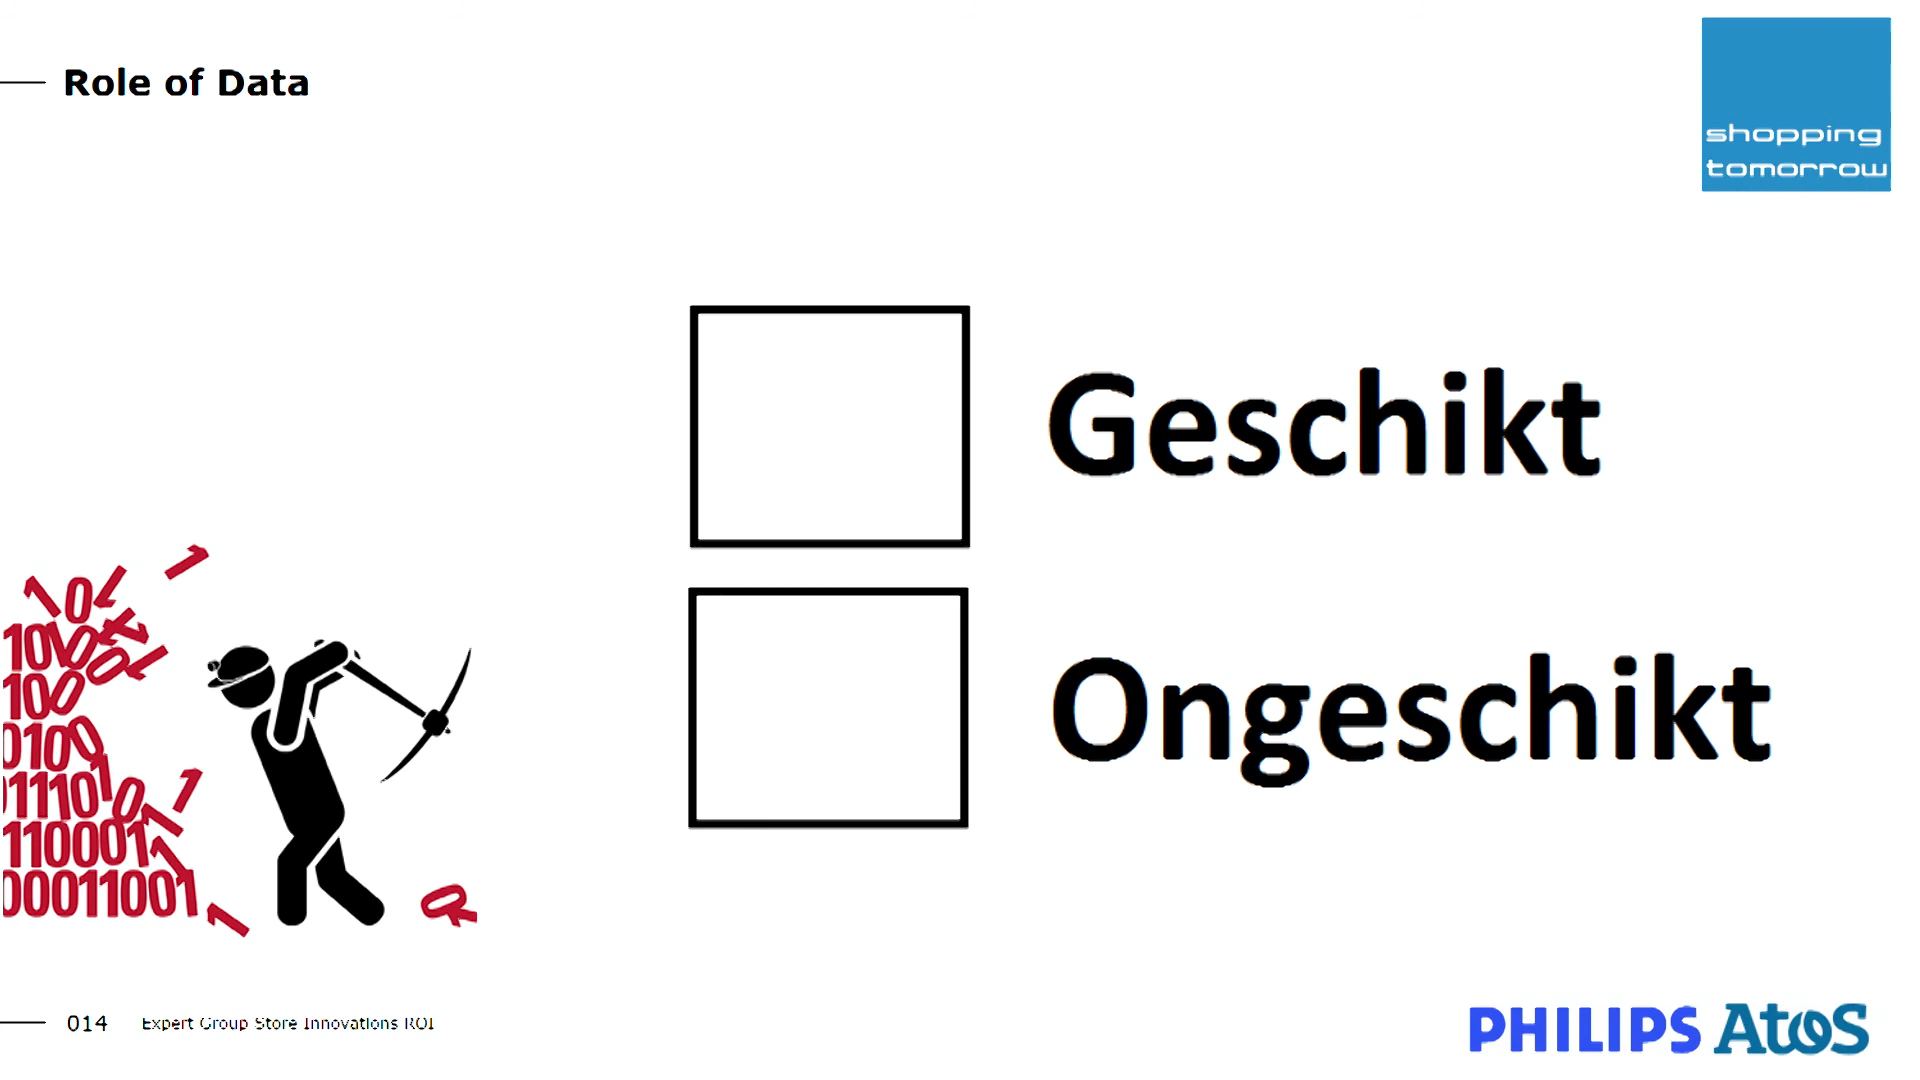 Role of Data
shopping
tomorrow
Geschikt
Ongeschikt
014 Expert Group Store Innovations ROI
PHILIPS Atos